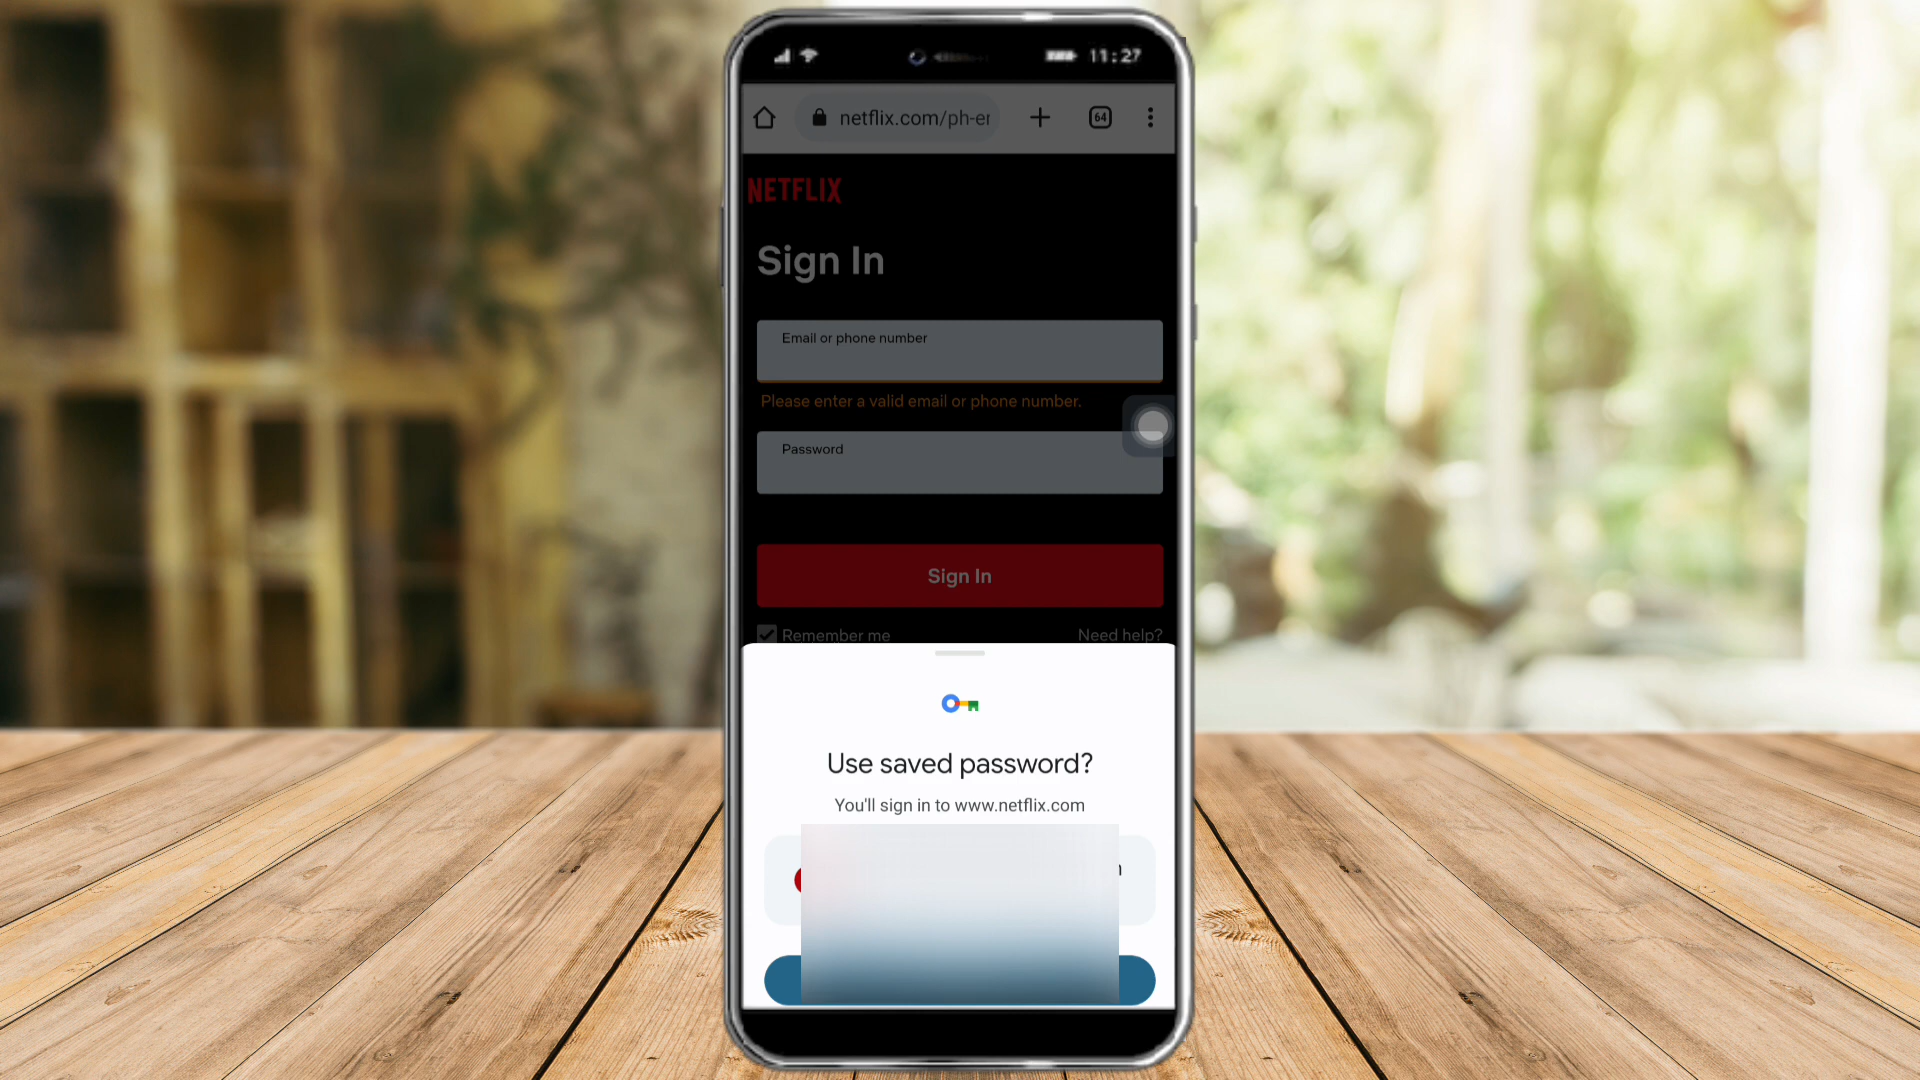 11:27
netflix.com/ph-er
64
NETFLIX
Sign In
Email or phone number
Please enter a valid email or phone number.
Password
Sign In
Remember me
Need help?
Use saved password?
You'll sign in to www.netflix.com